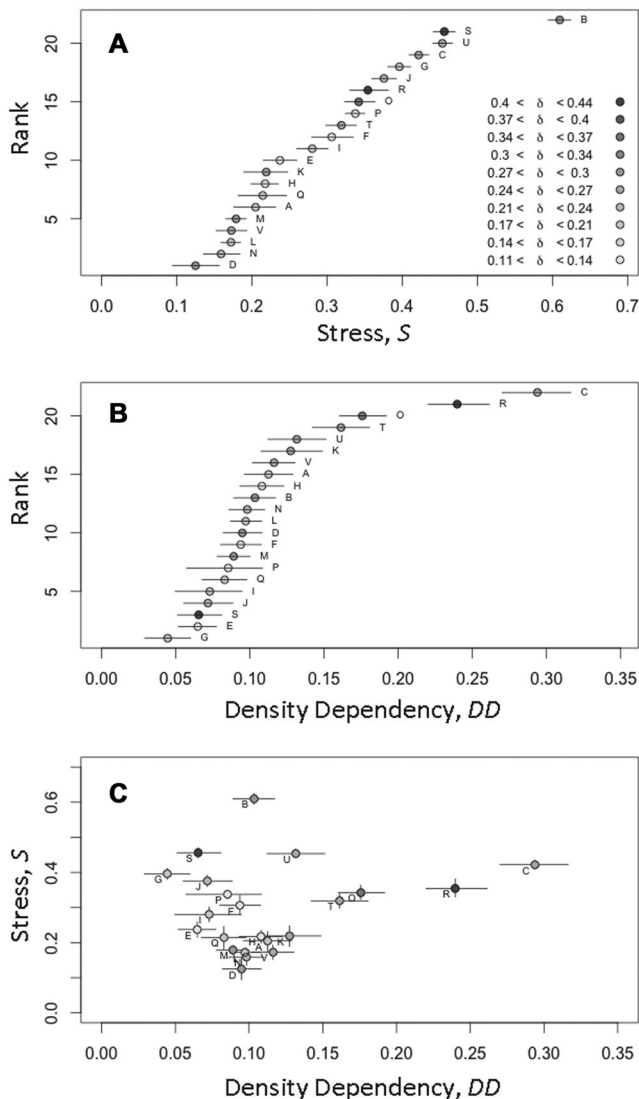 A
B
S
U
C
G
J
R
O
P
T
F
I
E
K
H
Q
A
M
V
L
N
D
Rank
20
15
10
5
0.4 < δ < 0.44
0.37 < δ < 0.4
0.34 < δ < 0.37
0.3 < δ < 0.34
0.27 < δ < 0.3
0.24 < δ < 0.27
0.21 < δ < 0.24
0.17 < δ < 0.21
0.14 < δ < 0.17
0.11 < δ < 0.14
0.0 0.1 0.2 0.3 0.4 0.5 0.6 0.7
Stress, S
B
C
R
O
T
U
K
V
A
H
B
N
L
D
F
M
P
Q
I
J
S
E
G
Rank
20
15
10
5
0.00 0.05 0.10 0.15 0.20 0.25 0.30 0.35
Density Dependency, DD
C
B
S
U
G
J
C
P
O
R
F
T
I
E
Q
H
A
K
M
N
V
D
Stress, S
0.6
0.4
0.2
0.0
0.00 0.05 0.10 0.15 0.20 0.25 0.30 0.35
Density Dependency, DD